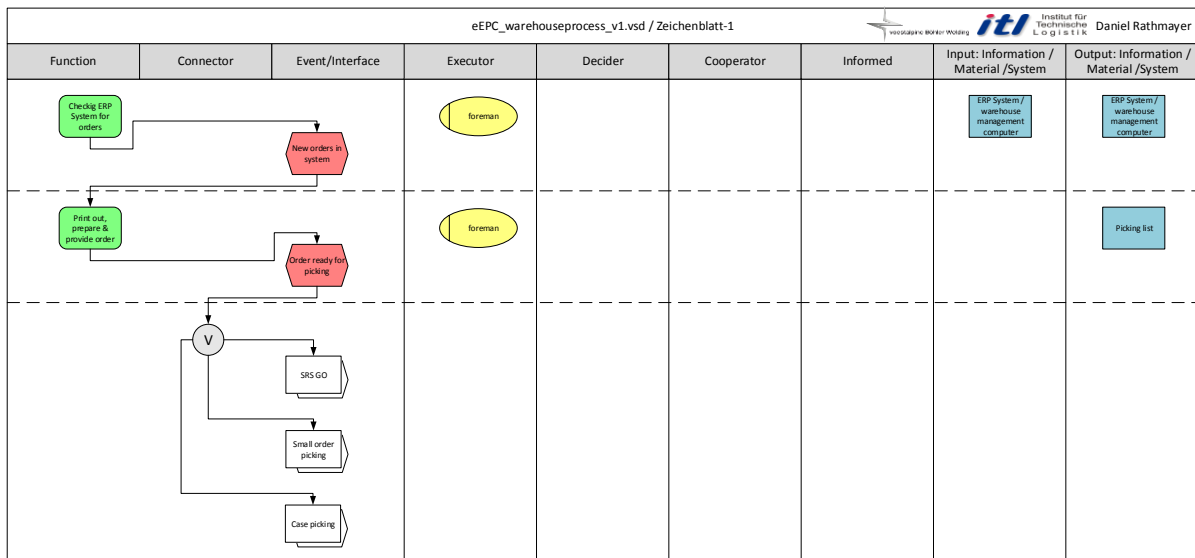 eEPC_warehouseprocess_v1.vsd / Zeichenblatt-1
voestalpine Böhler Welding
itl
Institut für
Technische
Logistik
Daniel Rathmayer
Function
Connector
Event/Interface
Executor
Decider
Cooperator
Informed
Input: Information /
Material /System
Output: Information /
Material /System
Checkig ERP
System for
orders
New orders in
system
foreman
ERP System /
warehouse
management
computer
ERP System /
warehouse
management
computer
Print out,
prepare &
provide order
Order ready for
picking
foreman
Picking list
V
SRS GO
Small order
picking
Case picking